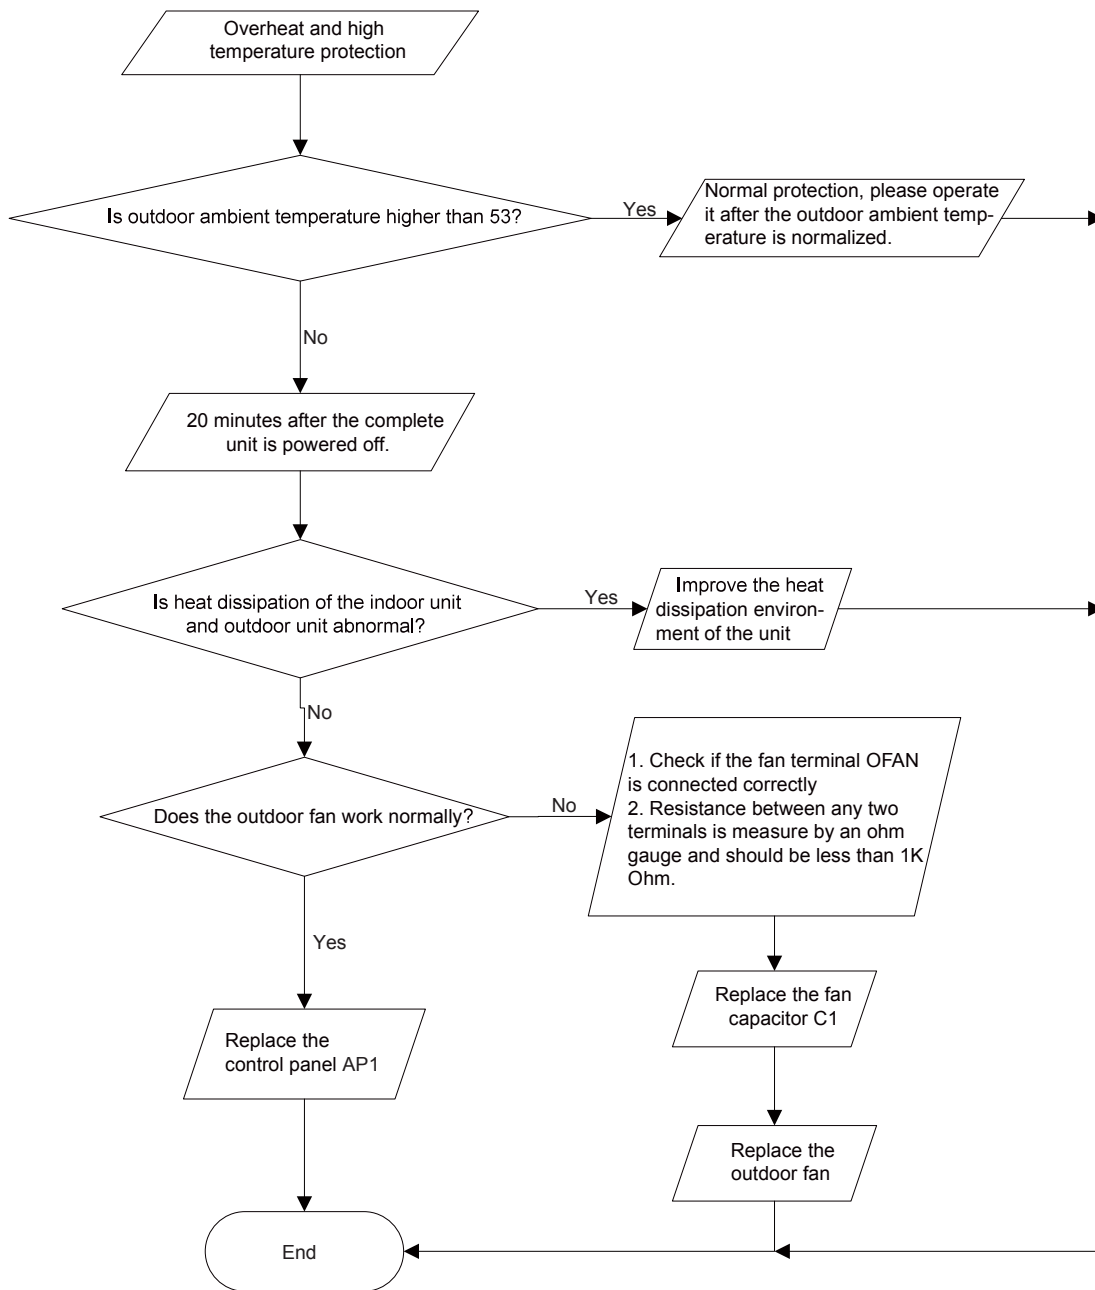 Overheat and high
temperature protection
Is outdoor ambient temperature higher than 53?
Yes
Normal protection, please operate
it after the outdoor ambient temp-
erature is normalized.
No
20 minutes after the complete
unit is powered off.
Is heat dissipation of the indoor unit
and outdoor unit abnormal?
Yes
Improve the heat
dissipation environ-
ment of the unit
No
Does the outdoor fan work normally?
No
1. Check if the fan terminal OFAN
is connected correctly
2. Resistance between any two
terminals is measure by an ohm
gauge and should be less than 1K
Ohm.
Yes
Replace the fan
capacitor C1
Replace the
control panel AP1
Replace the
outdoor fan
End